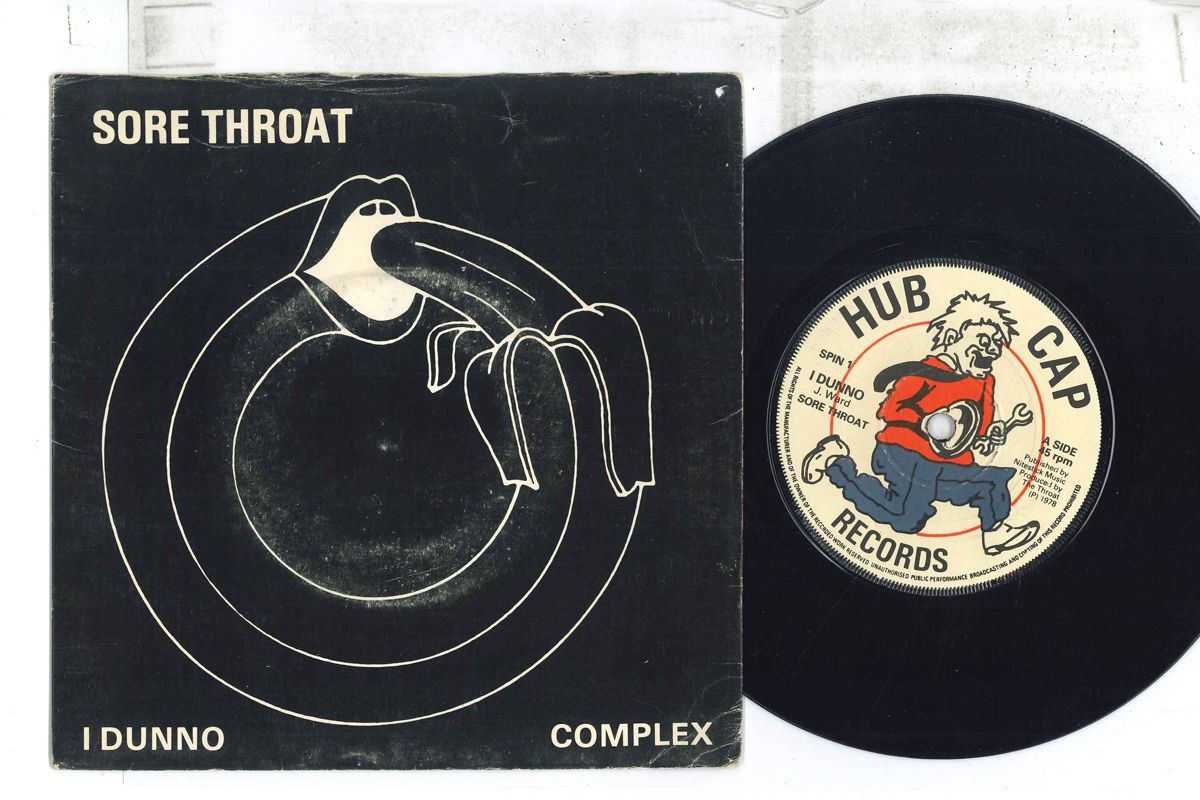 SORE THROAT
I DUNNO
COMPLEX
HUB CAP
SPIN 1
I DUNNO
J. Ward
SORE THROAT
A SIDE
45 rpm
Published by
Nitestick Music
Produced by
The Throat
(P) 1978
RECORDS
ALL RIGHTS OF THE MANUFACTURER AND OF THE OWNER OF THE RECORDED WORK RESERVED UNAUTHORISED PUBLIC PERFORMANCE BROADCASTING AND COPYING OF THIS RECORD PROHIBITED